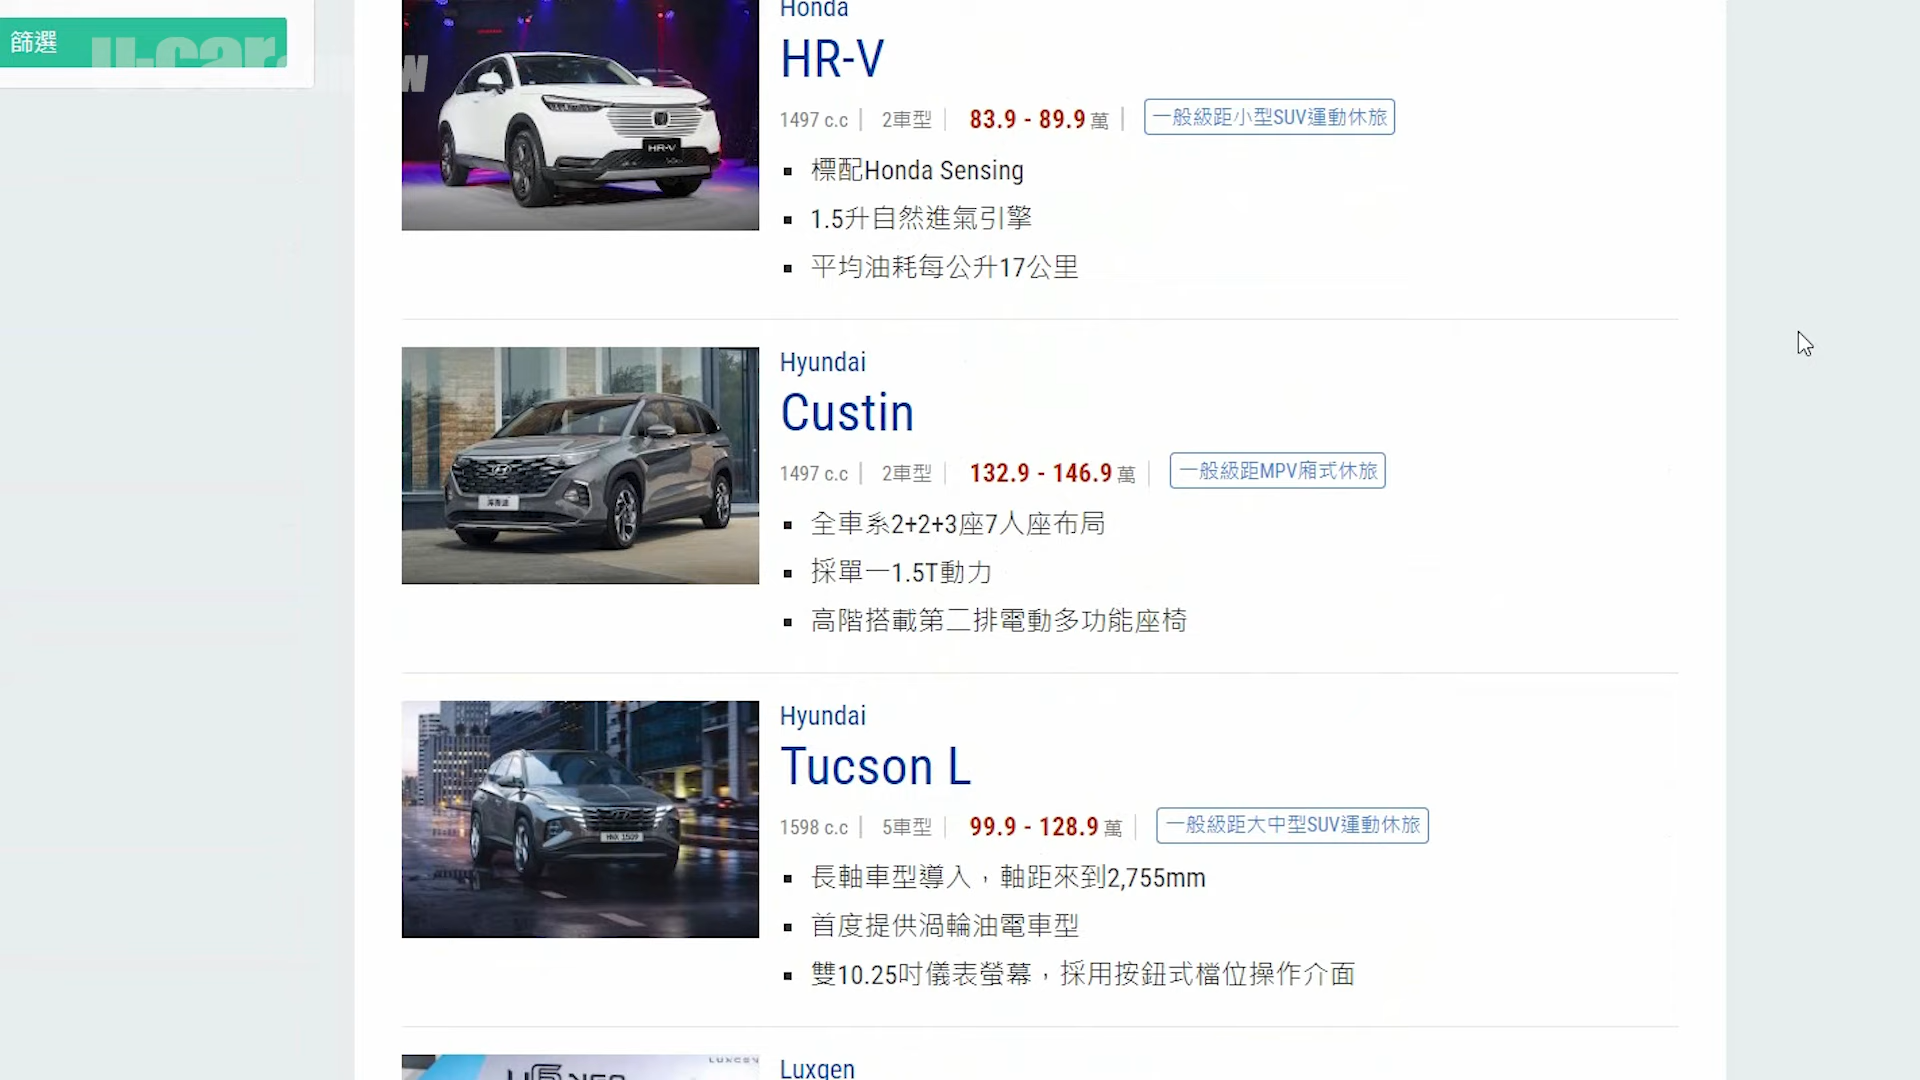 篩選
u-car
Honda
HR-V
1497 c.c
2車型
83.9 - 89.9 萬
一般級距小型SUV運動休旅
標配Honda Sensing
1.5升自然進氣引擎
平均油耗每公升17公里
HR-V
Hyundai
Custin
1497 c.c
2車型
132.9 - 146.9 萬
一般級距MPV廂式休旅
全車系2+2+3座7人座布局
採單一1.5T動力
高階搭載第二排電動多功能座椅
Hyundai
Tucson L
1598 c.c
5車型
99.9 - 128.9 萬
一般級距大中型SUV運動休旅
長軸車型導入，軸距來到2,755mm
首度提供渦輪油電車型
雙10.25吋儀表螢幕，採用按鈕式檔位操作介面
HNX 1509
Luxgen
LUXGEN